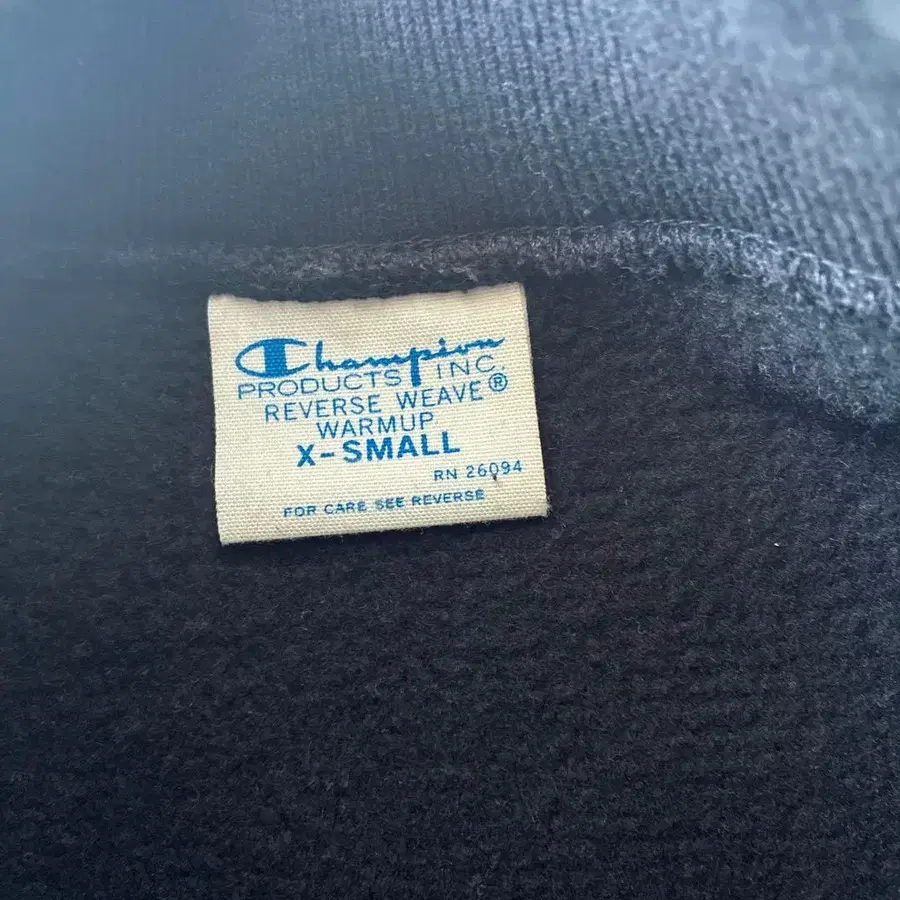 Champion
PRODUCTS INC.
REVERSE WEAVE®
WARMUP
X-SMALL
RN 26094
FOR CARE SEE REVERSE